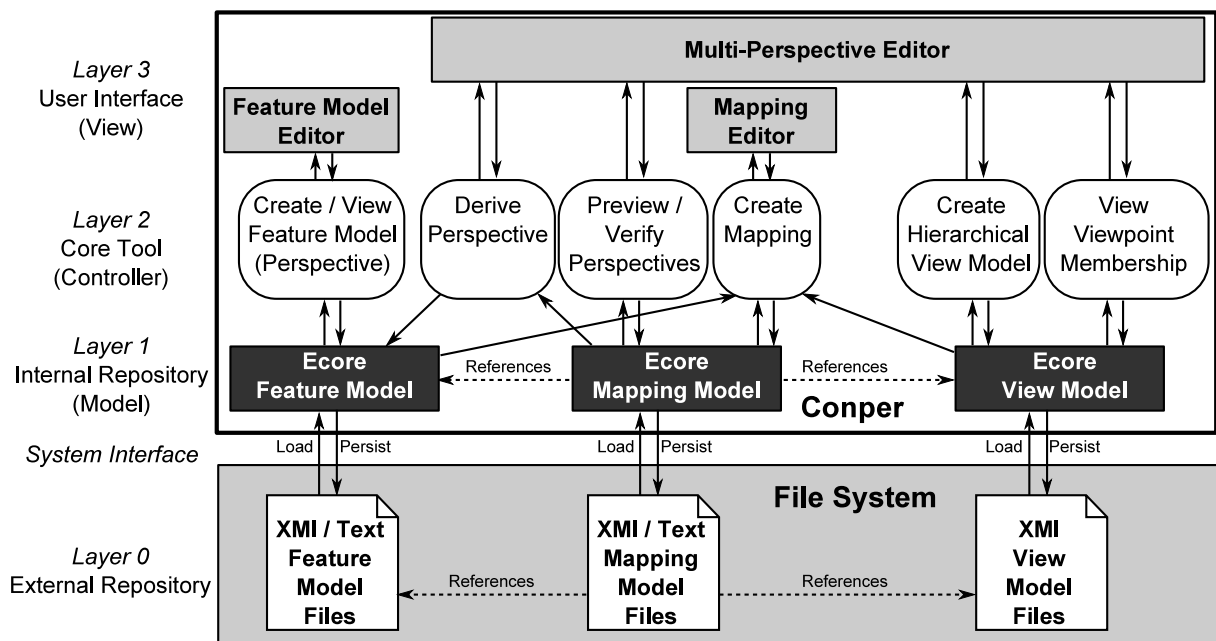 Multi-Perspective Editor
Layer 3
User Interface
(View)
Feature Model
Editor
Mapping
Editor
Layer 2
Core Tool
(Controller)
Create / View
Feature Model
(Perspective)
Derive
Perspective
Preview /
Verify
Perspectives
Create
Mapping
Create
Hierarchical
View Model
View
Viewpoint
Membership
Layer 1
Internal Repository
(Model)
Ecore
Feature Model
References
Ecore
Mapping Model
References
Ecore
View Model
Conper
System Interface
Load
Persist
Load
Persist
Load
Persist
File System
Layer 0
External Repository
XMI / Text
Feature
Model
Files
References
XMI / Text
Mapping
Model
Files
References
XMI
View
Model
Files